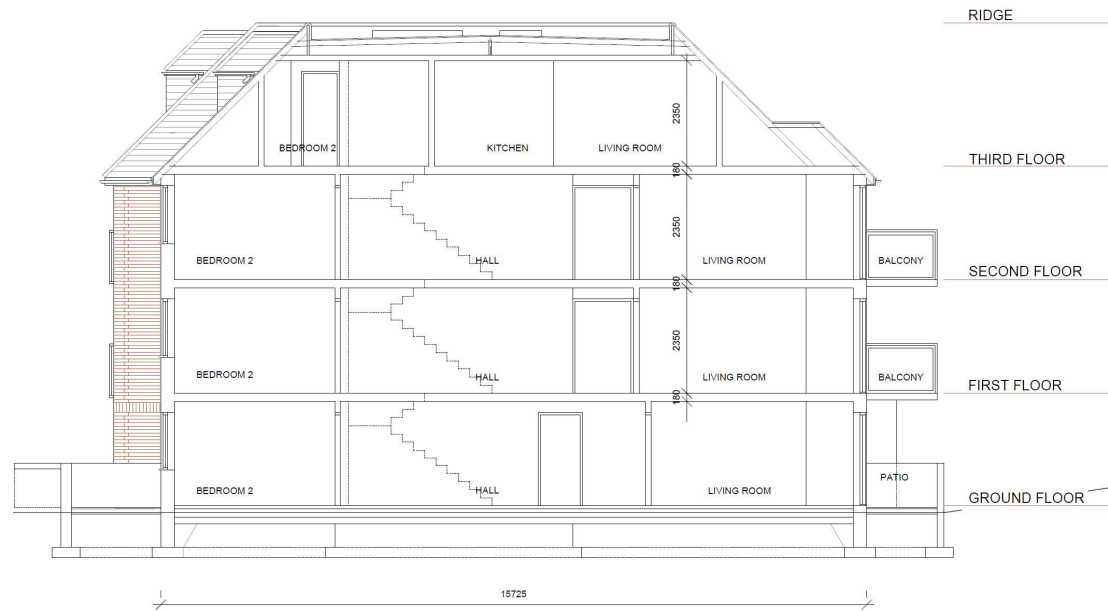 RIDGE
2350
BEDROOM 2
KITCHEN
LIVING ROOM
THIRD FLOOR
180
2350
BEDROOM 2
HALL
LIVING ROOM
BALCONY
SECOND FLOOR
180
2350
BEDROOM 2
HALL
LIVING ROOM
BALCONY
FIRST FLOOR
180
BEDROOM 2
HALL
LIVING ROOM
PATIO
GROUND FLOOR
15725